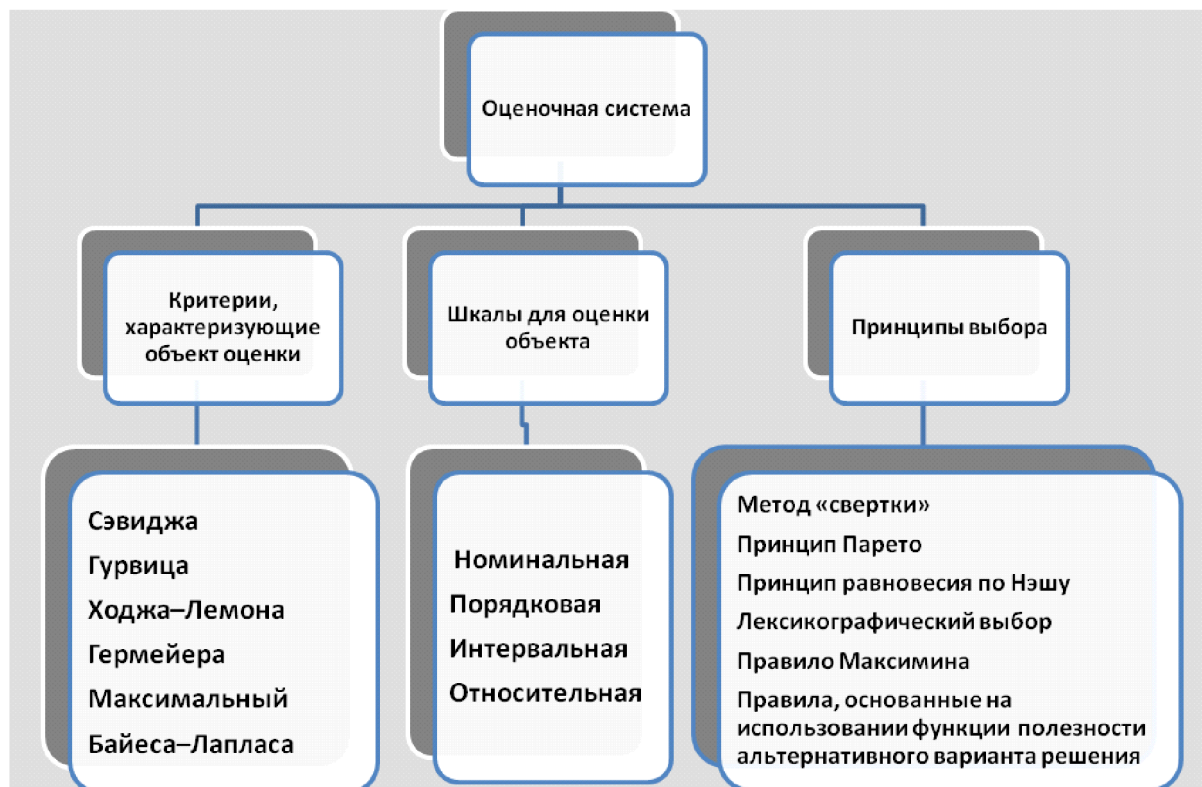 Оценочная система
Критерии,
характеризующие
объект оценки
Шкалы для оценки
объекта
Принципы выбора
Сэвиджа
Гурвица
Ходжа–Лемона
Гермейера
Максимальный
Байеса–Лапласа
Номинальная
Порядковая
Интервальная
Относительная
Метод «свертки»
Принцип Парето
Принцип равновесия по Нэшу
Лексикографический выбор
Правило Максимина
Правила, основанные на
использовании функции полезности
альтернативного варианта решения